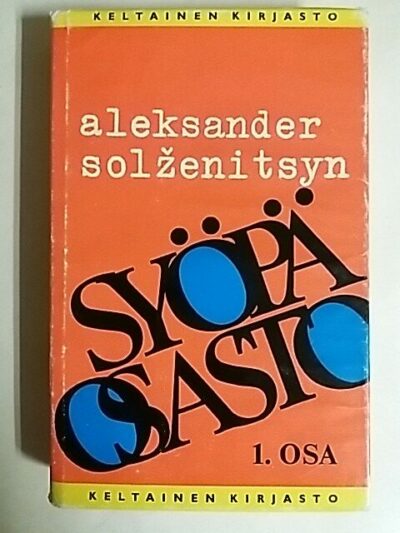 KELTAINEN KIRJASTO
aleksander
solženitsyn
SYÖPÄ
OSASTO
1. OSA
KELTAINEN KIRJASTO